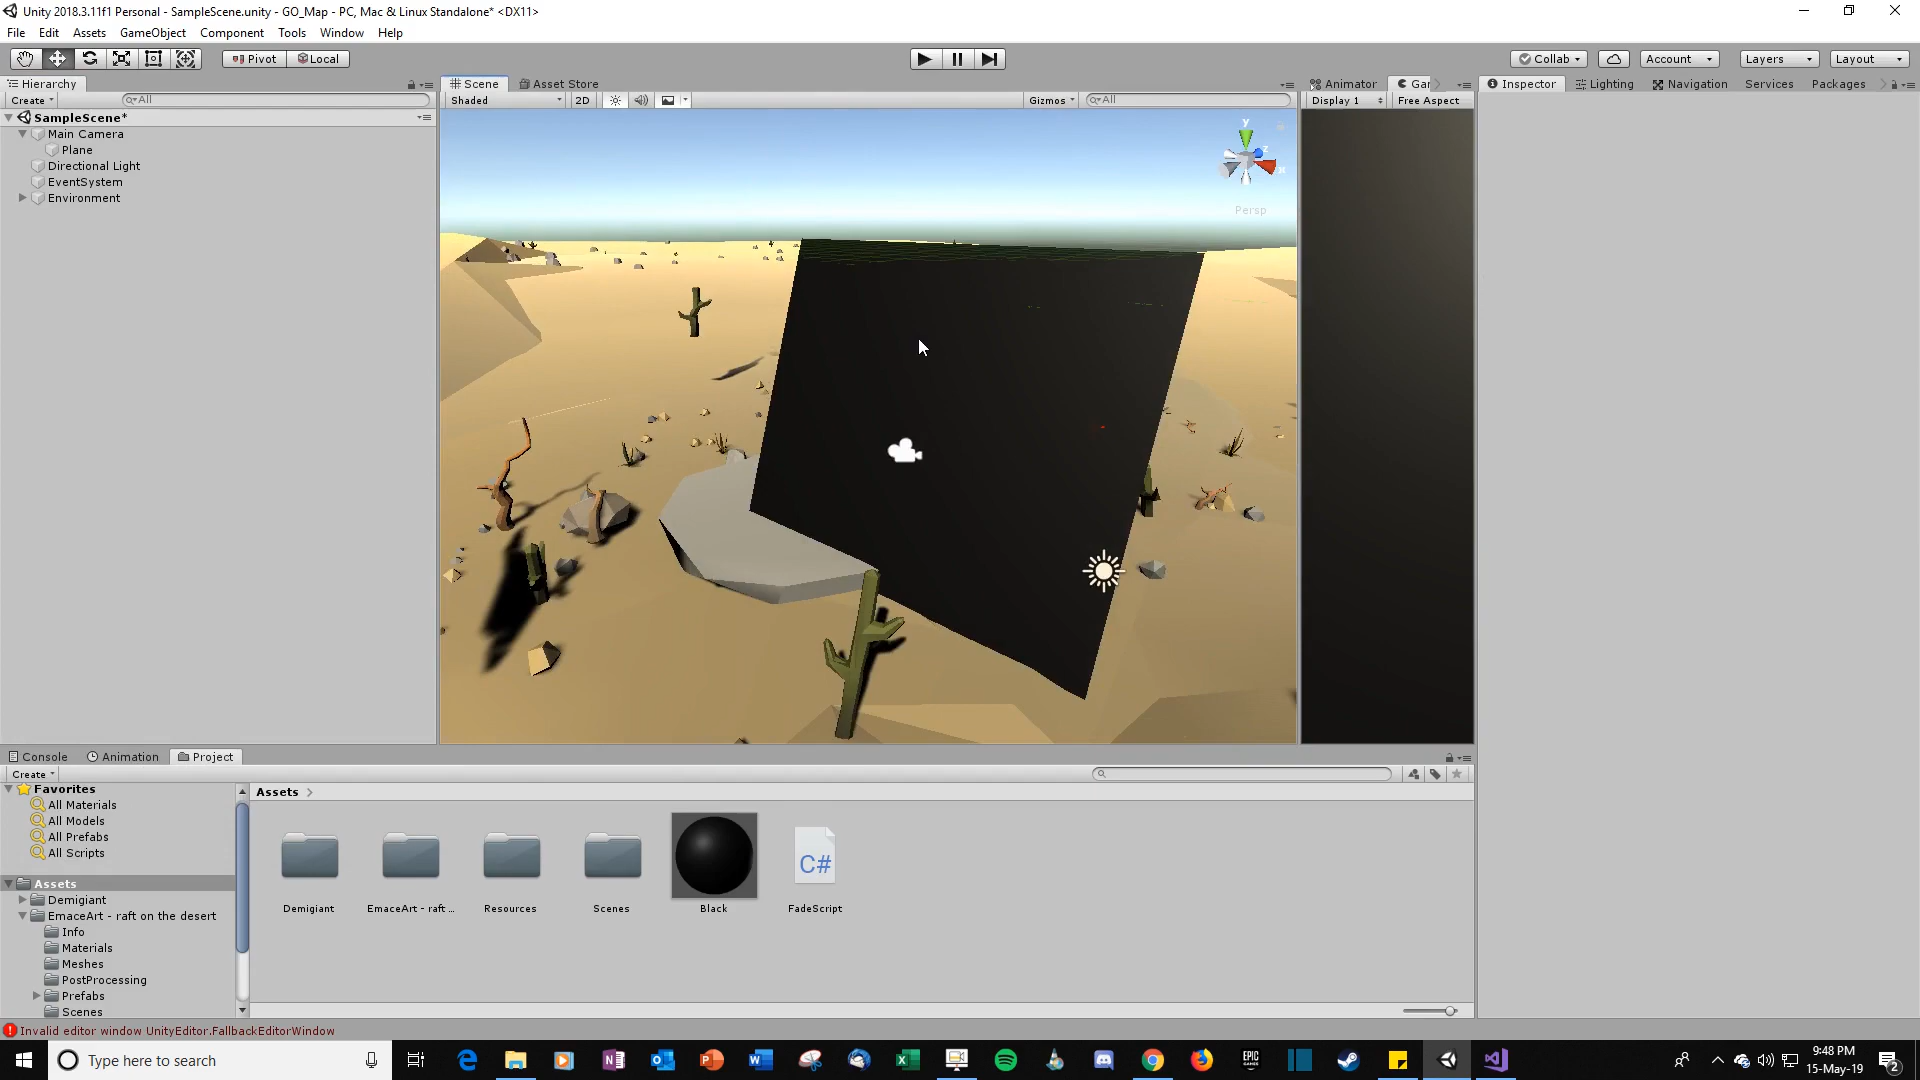 Unity 2018.3.11f1 Personal - SampleScene.unity - GO_Map - PC, Mac & Linux Standalone* <DX11>
File Edit Assets GameObject Component Tools Window Help
Pivot Local Collab Account Layers Layout
Hierarchy Scene Asset Store Animator Gar Inspector Lighting Navigation Services Packages
Create All Shaded 2D Gizmos All Display 1 Free Aspect
SampleScene*
Main Camera
Plane
Directional Light
EventSystem
Environment
y
z
x
Persp
Console Animation Project
Create
Favorites
All Materials
All Models
All Prefabs
All Scripts
Assets
Demigiant
EmaceArt - raft on the desert
Info
Materials
Meshes
PostProcessing
Prefabs
Scenes
Assets
C#
Demigiant EmaceArt - raft ... Resources Scenes Black FadeScript
Invalid editor window UnityEditor.FallbackEditorWindow
Type here to search
EPIC GAMES
9:48 PM
15-May-19
2